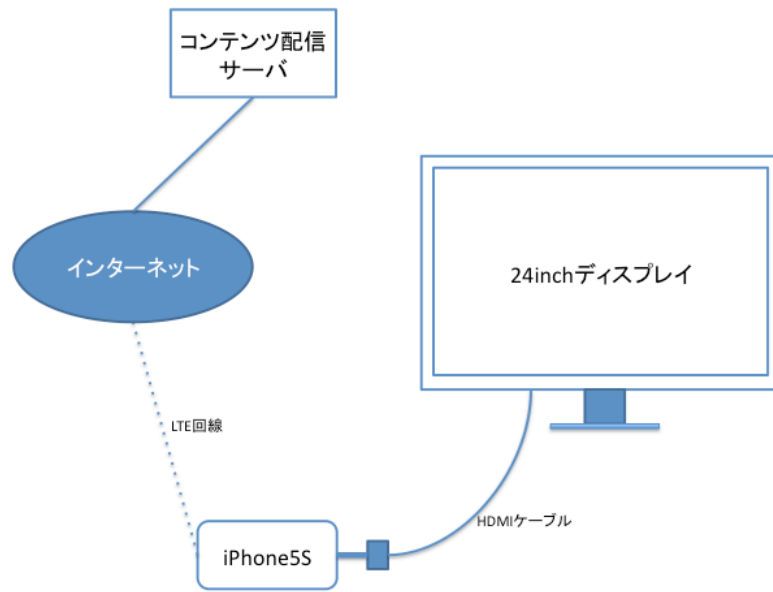 コンテンツ配信
サーバ
インターネット
24inchディスプレイ
LTE回線
HDMIケーブル
iPhone5S